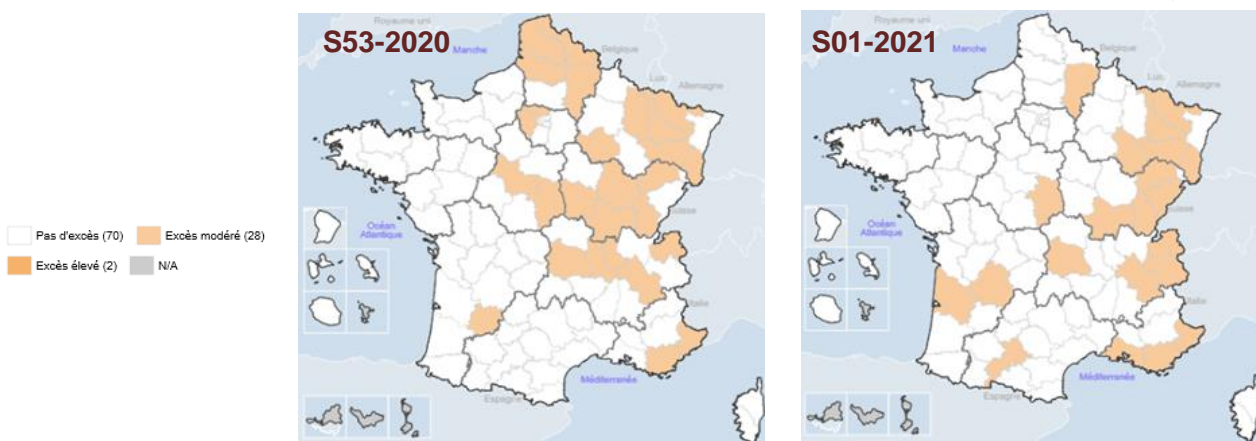 Pas d'excès (70) Excès modéré (28)
Excès élevé (2) N/A
S53-2020
Royaume uni
Manche
Belgique
Lux.
Allemagne
Suisse
Océan
Atlantique
Italie
Méditerranée
Espagne
S01-2021
Royaume uni
Manche
Belgique
Lux.
Allemagne
Suisse
Océan
Atlantique
Italie
Méditerranée
Espagne